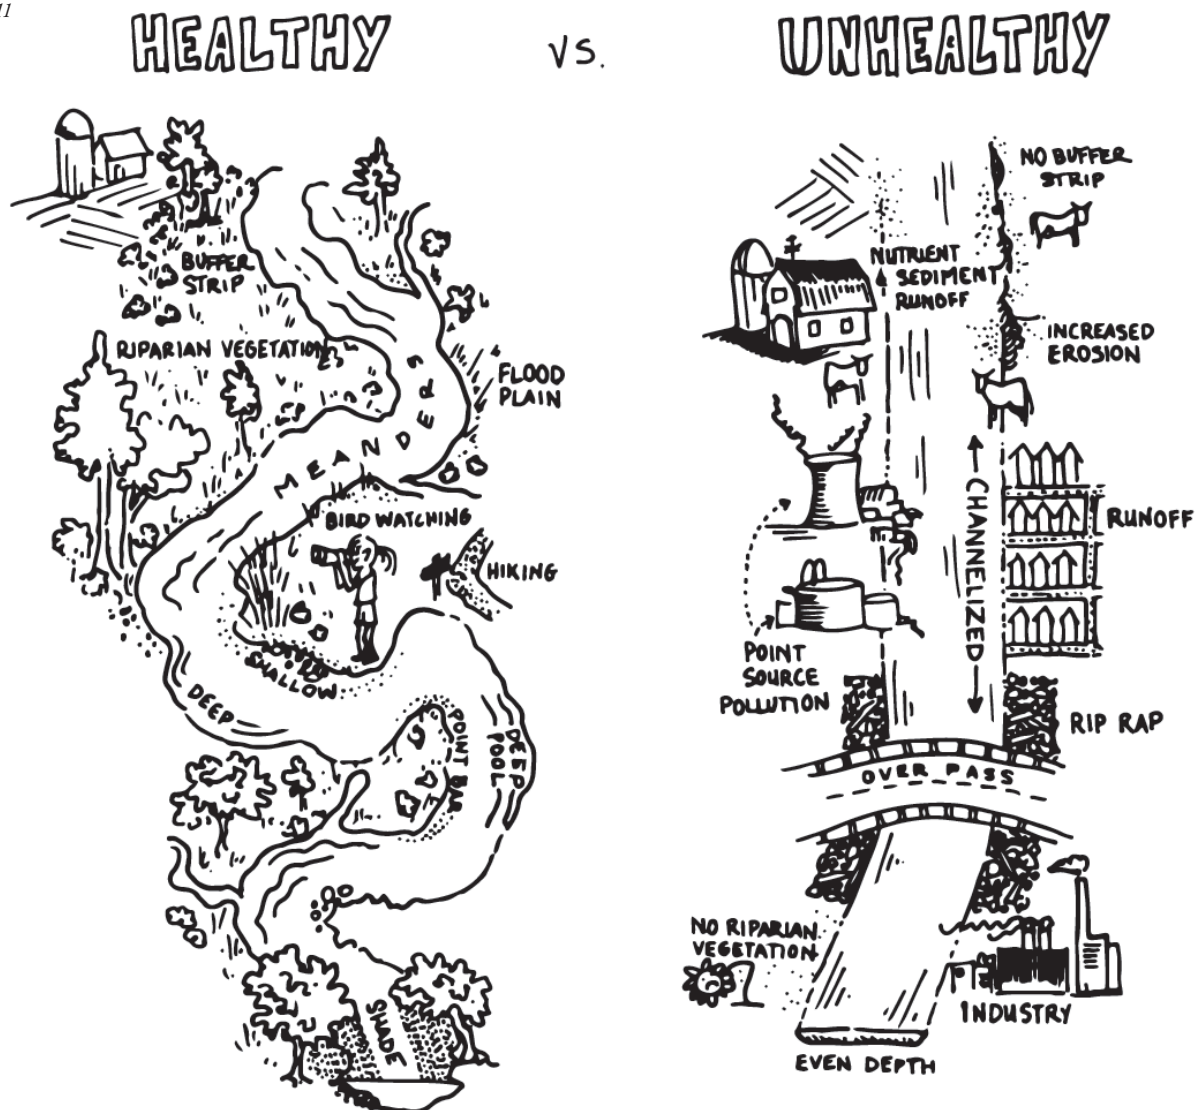 11
HEALTHY
VS.
UNHEALTHY
BUFFER
STRIP
RIPARIAN VEGETATION
FLOOD
PLAIN
MEANDERS
BIRD WATCHING
HIKING
SHALLOW
DEEP
POINT BAR
DEEP
POOL
SHADE
NO BUFFER
STRIP
NUTRIENT
SEDIMENT
RUNOFF
INCREASED
EROSION
CHANNELIZED
RUNOFF
POINT
SOURCE
POLLUTION
RIP RAP
OVER PASS
NO RIPARIAN
VEGETATION
INDUSTRY
EVEN DEPTH